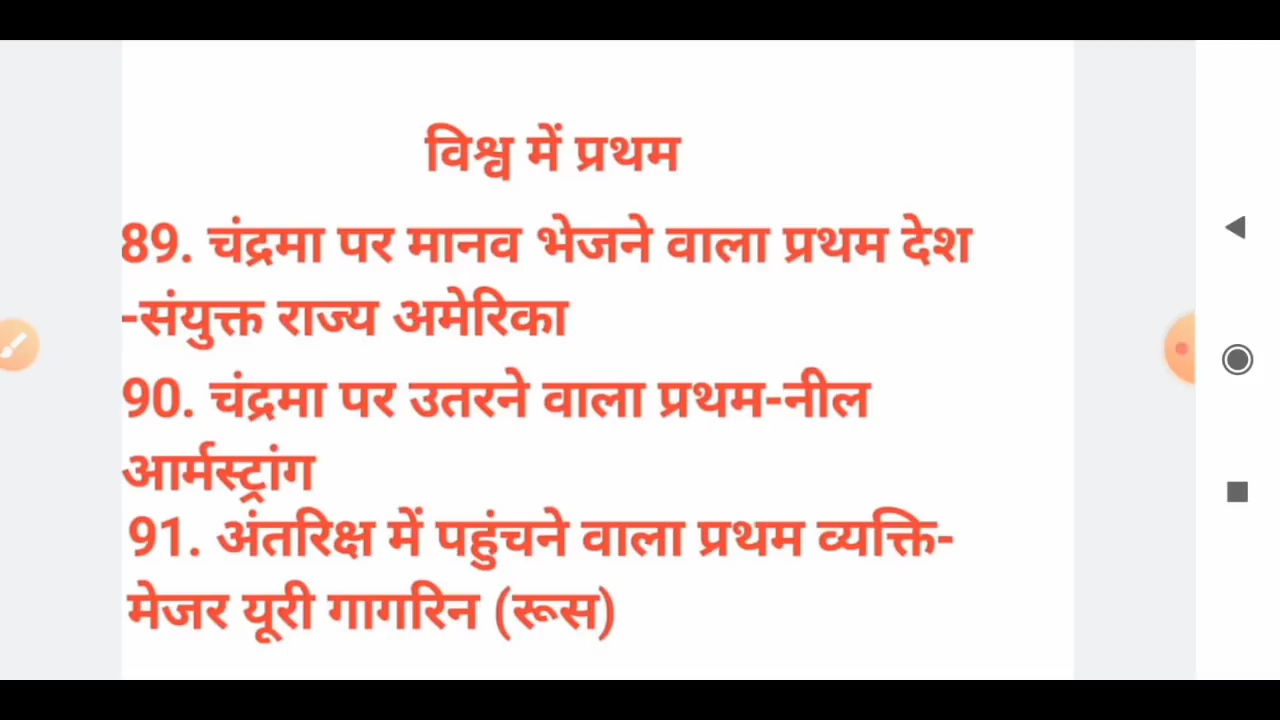 विश्व में प्रथम
89. चंद्रमा पर मानव भेजने वाला प्रथम देश
-संयुक्त राज्य अमेरिका
90. चंद्रमा पर उतरने वाला प्रथम-नील
आर्मस्ट्रांग
91. अंतरिक्ष में पहुंचने वाला प्रथम व्यक्ति-
मेजर यूरी गागरिन (रूस)